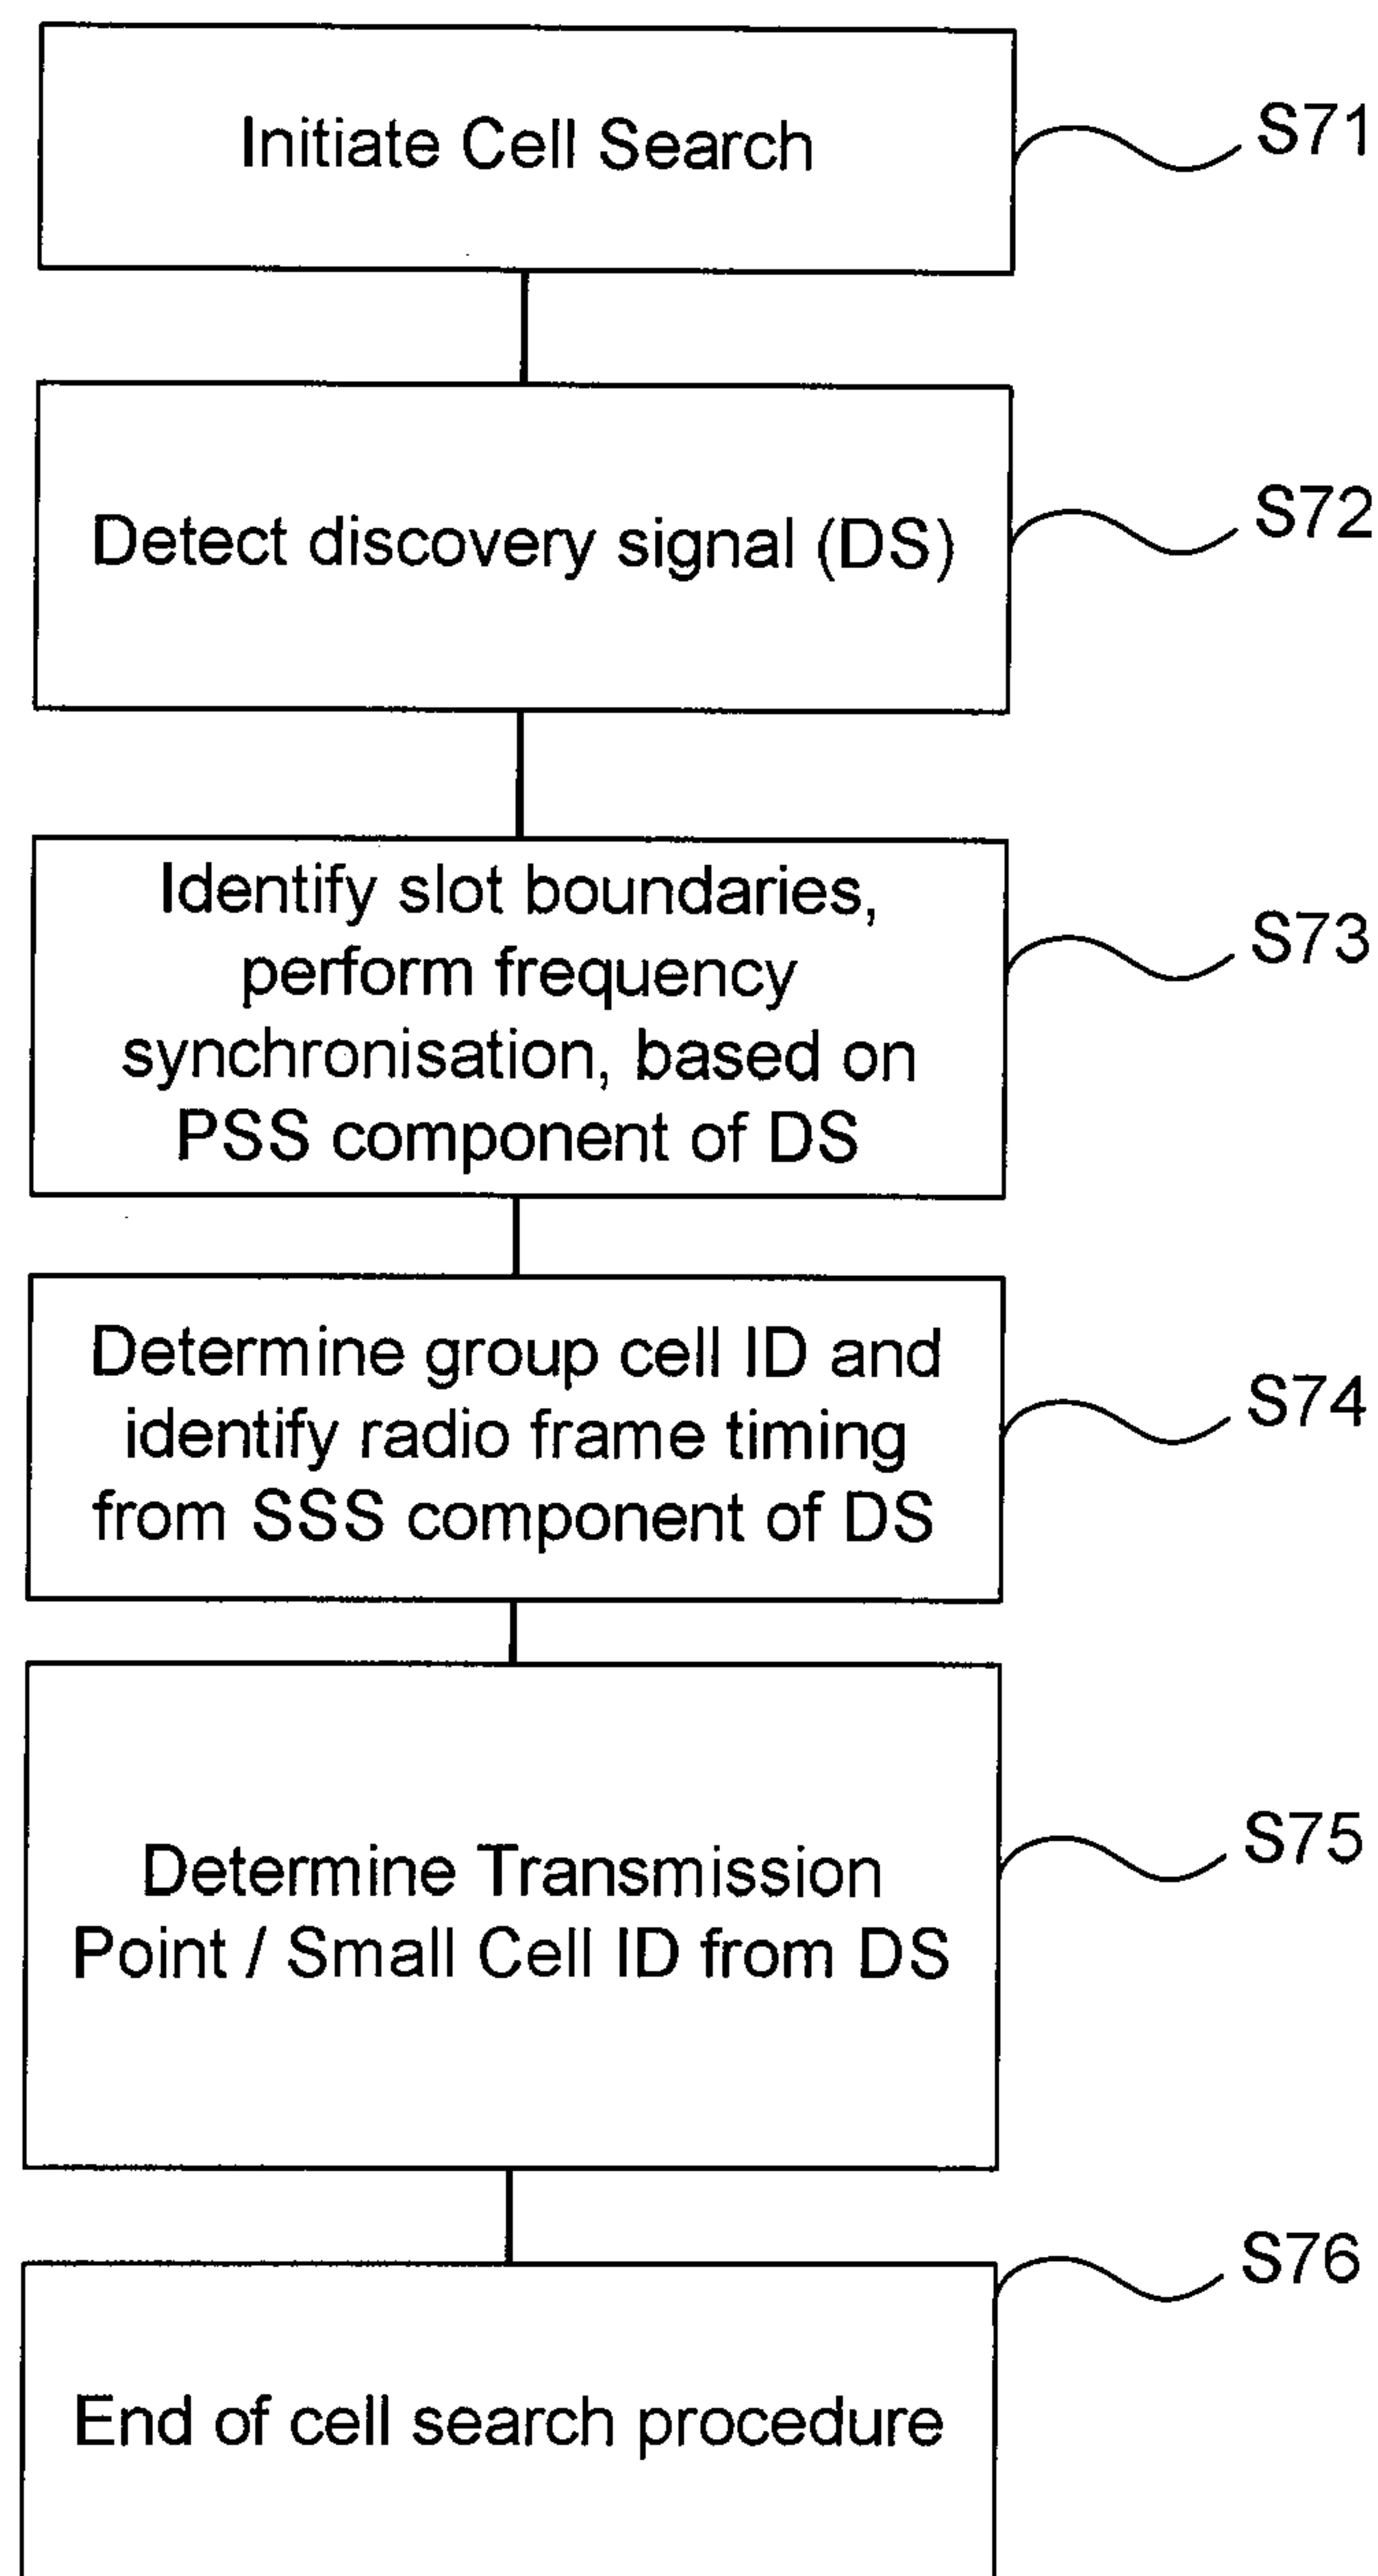 Initiate Cell Search
S71
Detect discovery signal (DS)
S72
Identify slot boundaries,
perform frequency
synchronisation, based on
PSS component of DS
S73
Determine group cell ID and
identify radio frame timing
from SSS component of DS
S74
Determine Transmission
Point / Small Cell ID from DS
S75
End of cell search procedure
S76